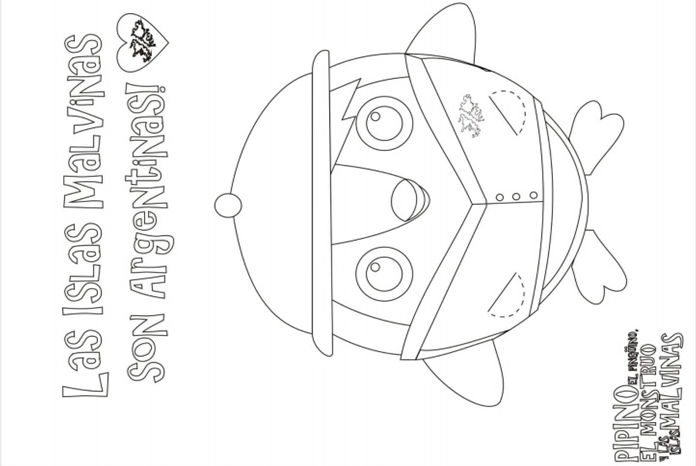 LAS ISLAS MALVINAS
SON ARGENTINAS!
PIPINO EL PINGÜINO,
EL MONSTRUO
Y LAS ISLAS MALVINAS